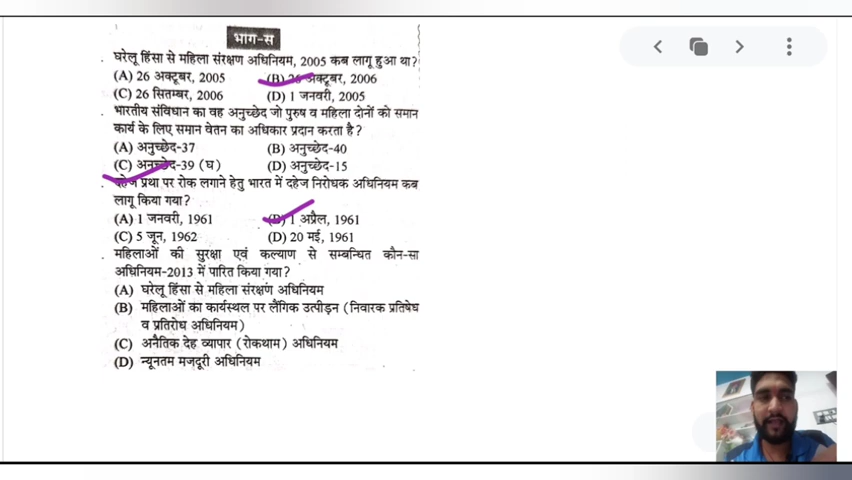 भाग-स
घरेलू हिंसा से महिला संरक्षण अधिनियम, 2005 कब लागू हुआ था?
(A) 26 अक्टूबर, 2005 (B) 26 अक्टूबर, 2006
(C) 26 सितम्बर, 2006 (D) 1 जनवरी, 2005
भारतीय संविधान का वह अनुच्छेद जो पुरुष व महिला दोनों को समान
कार्य के लिए समान वेतन का अधिकार प्रदान करता है?
(A) अनुच्छेद-37 (B) अनुच्छेद-40
(C) अनुच्छेद-39 (घ) (D) अनुच्छेद-15
दहेज प्रथा पर रोक लगाने हेतु भारत में दहेज निरोधक अधिनियम कब
लागू किया गया?
(A) 1 जनवरी, 1961 (B) 1 अप्रैल, 1961
(C) 5 जून, 1962 (D) 20 मई, 1961
महिलाओं की सुरक्षा एवं कल्याण से सम्बन्धित कौन-सा
अधिनियम-2013 में पारित किया गया?
(A) घरेलू हिंसा से महिला संरक्षण अधिनियम
(B) महिलाओं का कार्यस्थल पर लैंगिक उत्पीड़न (निवारक प्रतिषेध
व प्रतिरोध अधिनियम)
(C) अनैतिक देह व्यापार (रोकथाम) अधिनियम
(D) न्यूनतम मजदूरी अधिनियम